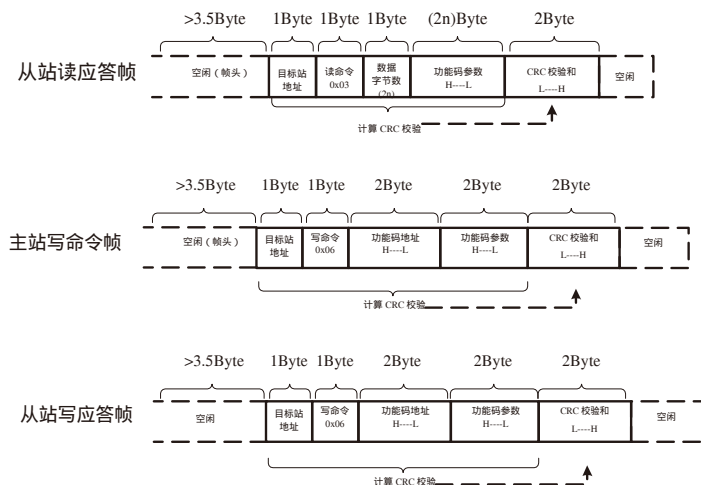 >3.5Byte 1Byte 1Byte 1Byte (2n)Byte 2Byte
从站读应答帧
空闲（帧头）
目标站
地址
读命令
0x03
数据
字节数
(2n)
功能码参数
H----L
CRC 校验和
L----H
空闲
计算 CRC 校验
>3.5Byte 1Byte 1Byte 2Byte 2Byte 2Byte
主站写命令帧
空闲（帧头）
目标站
地址
写命令
0x06
功能码地址
H----L
功能码参数
H----L
CRC 校验和
L----H
空闲
计算 CRC 校验
>3.5Byte 1Byte 1Byte 2Byte 2Byte 2Byte
从站写应答帧
空闲
目标站
地址
写命令
0x06
功能码地址
H----L
功能码参数
H----L
CRC 校验和
L----H
空闲
计算 CRC 校验